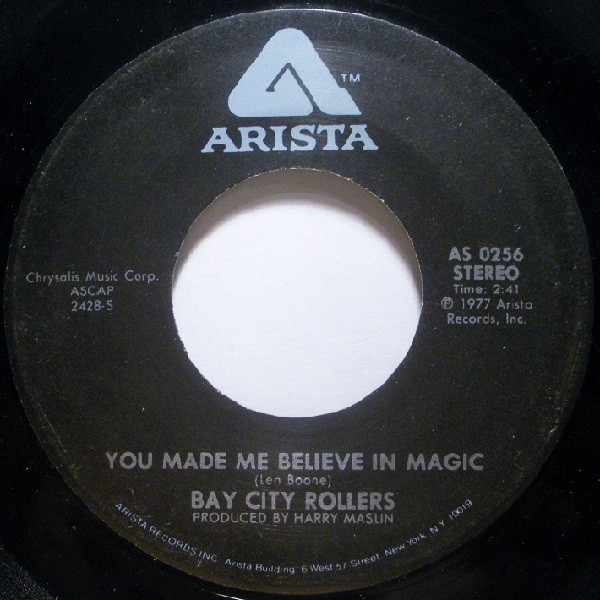 TM
ARISTA
AS 0256
STEREO
Time: 2:41
℗ 1977 Arista
Records, Inc.
Chrysalis Music Corp.
ASCAP
2428-S
YOU MADE ME BELIEVE IN MAGIC
(Len Boone)
BAY CITY ROLLERS
PRODUCED BY HARRY MASLIN
ARISTA RECORDS INC. Arista Building, 6 West 57 Street, New York, N.Y. 10019